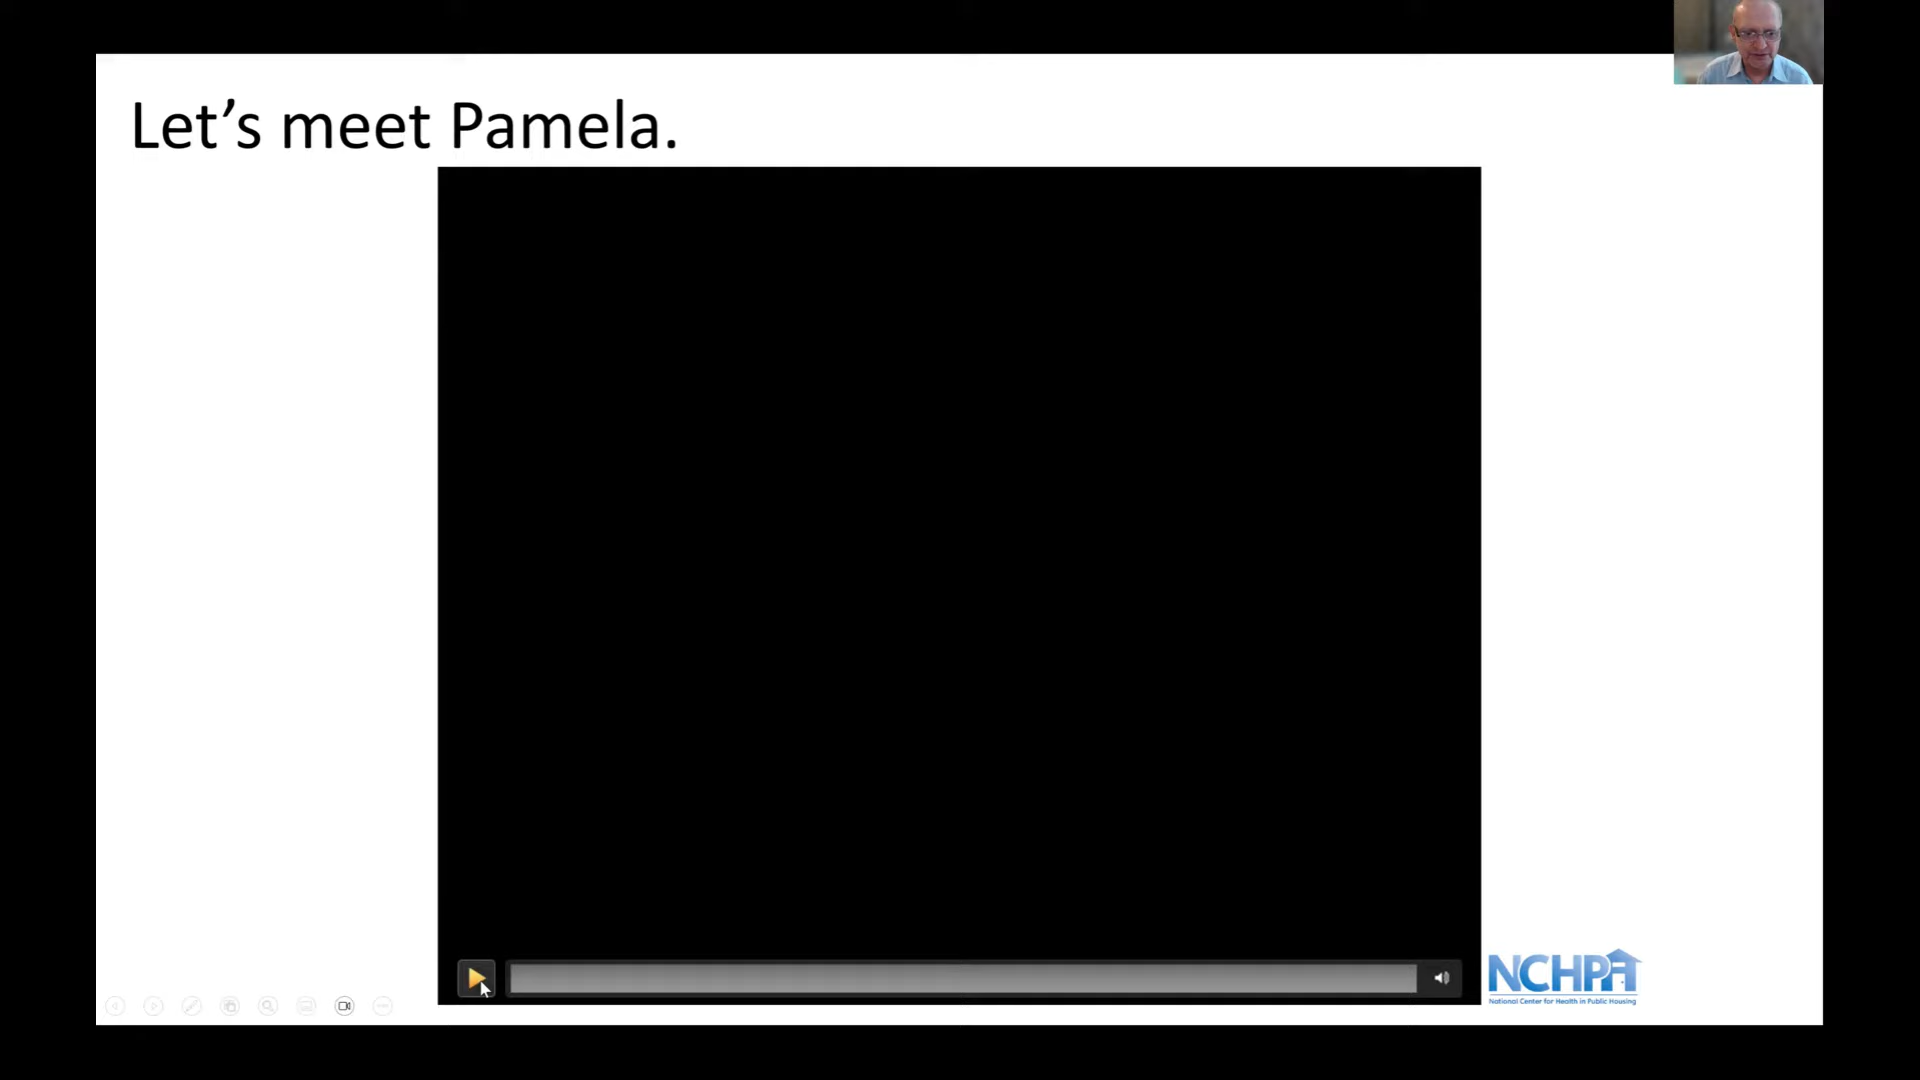 Let’s meet Pamela.
NCHPH
National Center for Health in Public Housing